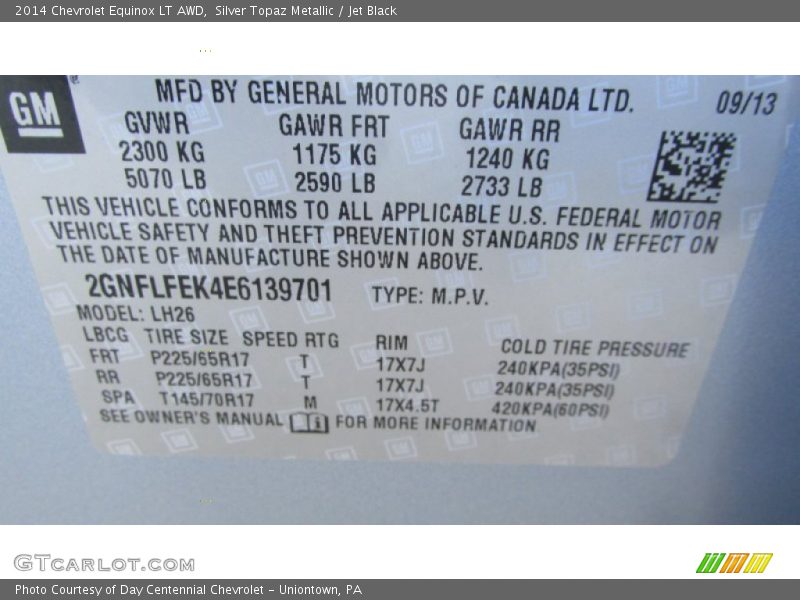 2014 Chevrolet Equinox LT AWD,  Silver Topaz Metallic / Jet Black
GM
MFD BY GENERAL MOTORS OF CANADA LTD. 09/13
GVWR GAWR FRT GAWR RR
2300 KG 1175 KG 1240 KG
5070 LB 2590 LB 2733 LB
THIS VEHICLE CONFORMS TO ALL APPLICABLE U.S. FEDERAL MOTOR
VEHICLE SAFETY AND THEFT PREVENTION STANDARDS IN EFFECT ON
THE DATE OF MANUFACTURE SHOWN ABOVE.
2GNFLFEK4E6139701 TYPE: M.P.V.
MODEL: LH26
LBCG TIRE SIZE SPEED RTG RIM COLD TIRE PRESSURE
FRT P225/65R17 T 17X7J 240KPA(35PSI)
RR P225/65R17 T 17X7J 240KPA(35PSI)
SPA T145/70R17 M 17X4.5T 420KPA(60PSI)
SEE OWNER'S MANUAL FOR MORE INFORMATION
GTCARLOT.COM
Photo Courtesy of Day Centennial Chevrolet - Uniontown, PA